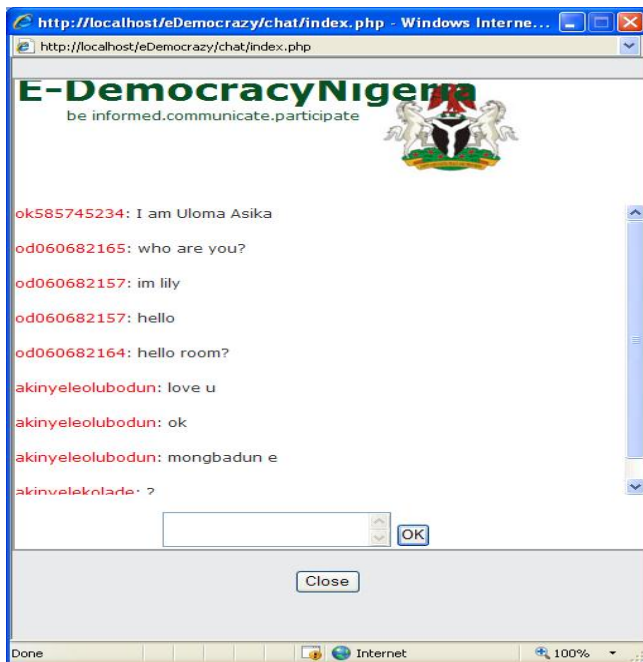 http://localhost/eDemocrazy/chat/index.php - Windows Interne...
http://localhost/eDemocrazy/chat/index.php
E-DemocracyNigeria
be informed.communicate.participate
ok585745234: I am Uloma Asika
od060682165: who are you?
od060682157: im lily
od060682157: hello
od060682164: hello room?
akinyeleolubodun: love u
akinyeleolubodun: ok
akinyeleolubodun: mongbadun e
akinyelekolade: ?
OK
Close
Done Internet 100%